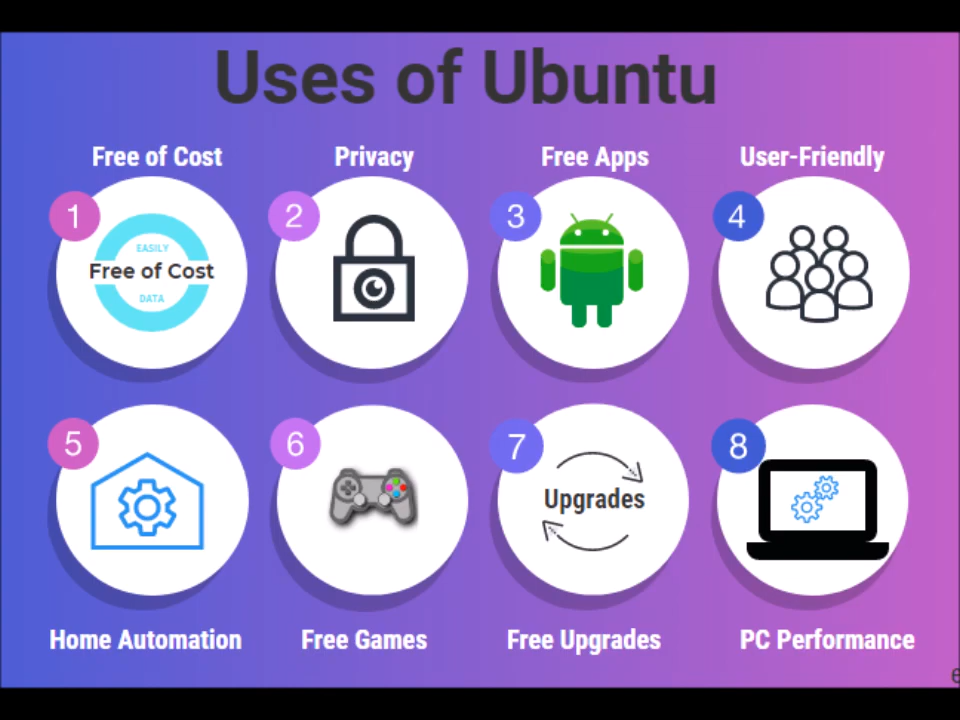 Uses of Ubuntu
Free of Cost
Privacy
Free Apps
User-Friendly
1
2
3
4
EASILY
Free of Cost
DATA
5
6
7
8
Upgrades
Home Automation
Free Games
Free Upgrades
PC Performance